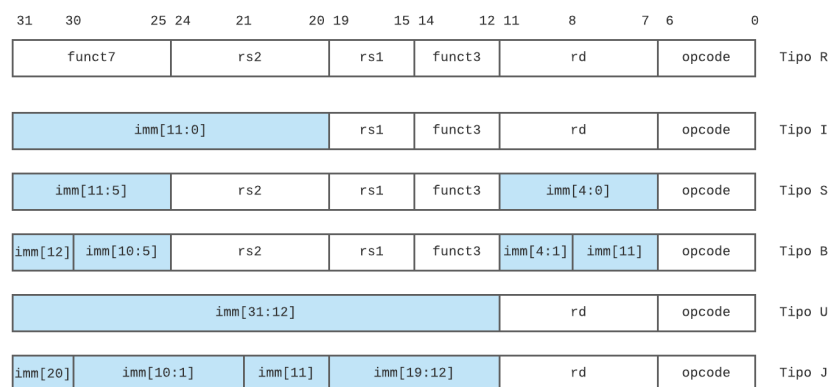 31 30 25 24 21 20 19 15 14 12 11 8 7 6 0
funct7 rs2 rs1 funct3 rd opcode Tipo R
imm[11:0] rs1 funct3 rd opcode Tipo I
imm[11:5] rs2 rs1 funct3 imm[4:0] opcode Tipo S
imm[12] imm[10:5] rs2 rs1 funct3 imm[4:1] imm[11] opcode Tipo B
imm[31:12] rd opcode Tipo U
imm[20] imm[10:1] imm[11] imm[19:12] rd opcode Tipo J